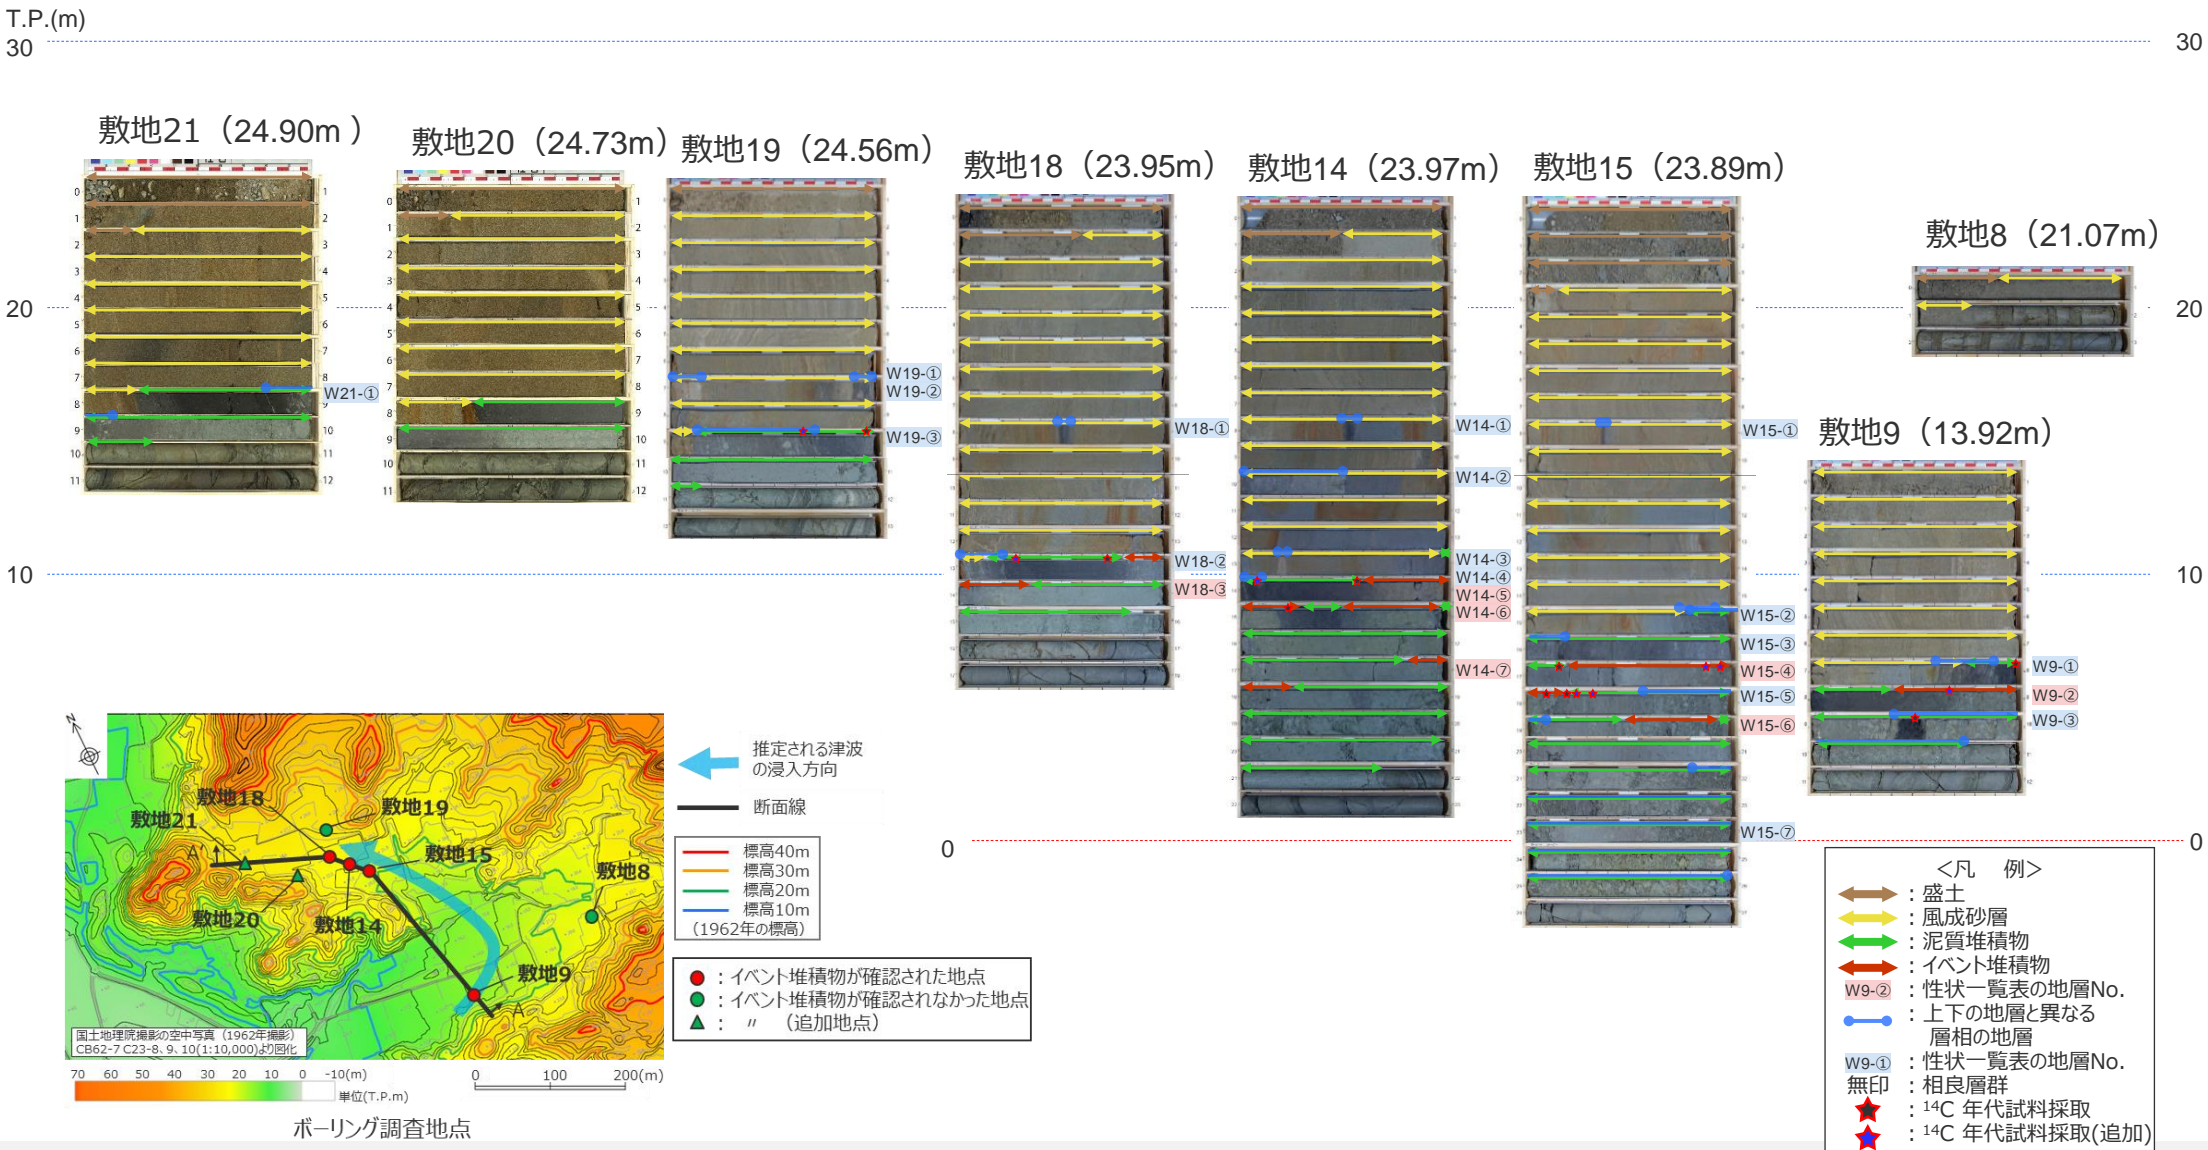 T.P.(m)
30
30
敷地21（24.90m ）
敷地20（24.73m）
敷地19（24.56m）
敷地18（23.95m）
敷地14（23.97m）
敷地15（23.89m）
敷地8（21.07m）
20
20
W21-①
W19-①
W19-②
W19-③
W18-①
W14-①
W15-①
敷地9（13.92m）
W14-②
10
10
W18-②
W18-③
W14-③
W14-④
W14-⑤
W14-⑥
W14-⑦
W15-②
W15-③
W15-④
W15-⑤
W15-⑥
W15-⑦
W9-①
W9-②
W9-③
0
0
N
敷地18
敷地19
敷地21
A'
敷地15
敷地8
敷地20
敷地14
敷地9
A
国土地理院撮影の空中写真（1962年撮影）
CB62-7 C23-8、9、10(1:10,000)より図化
70 60 50 40 30 20 10 0 -10(m)
単位(T.P.m)
0 100 200(m)
ボーリング調査地点
推定される津波
の浸入方向
断面線
標高40m
標高30m
標高20m
標高10m
（1962年の標高）
：イベント堆積物が確認された地点
：イベント堆積物が確認されなかった地点
： 〃 （追加地点）
＜凡 例＞
：盛土
：風成砂層
：泥質堆積物
：イベント堆積物
W9-② ：性状一覧表の地層No.
：上下の地層と異なる
層相の地層
W9-① ：性状一覧表の地層No.
無印 ：相良層群
：14C 年代試料採取
：14C 年代試料採取(追加)